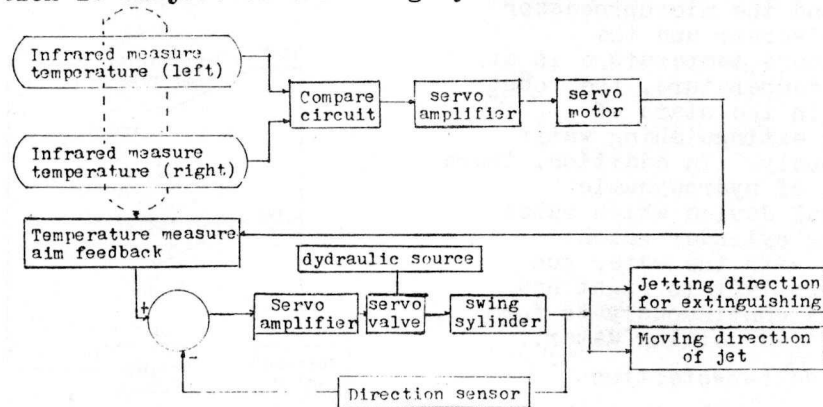 Infrared measure
temperature (left)
Compare
circuit
servo
amplifier
servo
motor
Infrared measure
temperature (right)
Temperature measure
aim feedback
dydraulic source
+
-
Servo
amplifier
servo
valve
swing
sylinder
Jetting direction
for extinguishing
Moving direction
of jet
Direction sensor